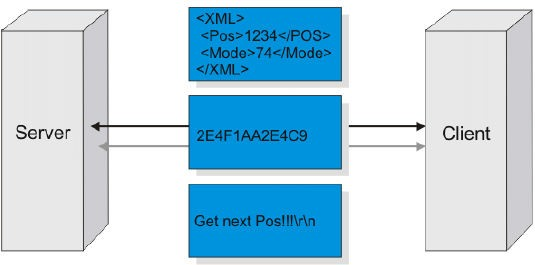 <XML>
<Pos>1234</POS>
<Mode>74</Mode>
</XML>
Server
2E4F1AA2E4C9
Client
Get next Pos!!!\r\n